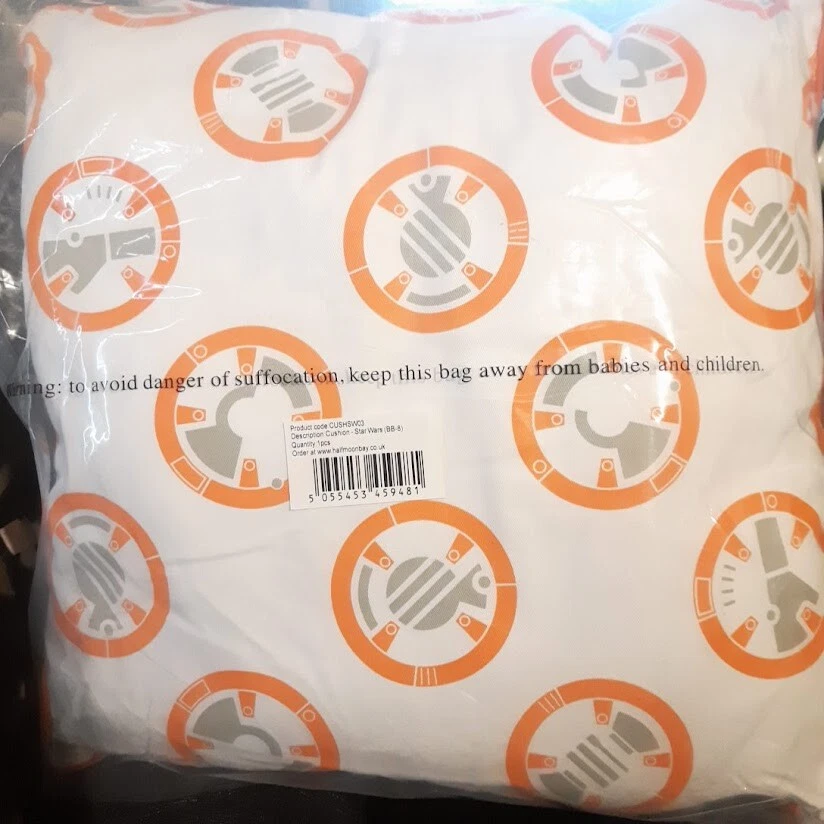 Warning: to avoid danger of suffocation, keep this bag away from babies and children.
Product code:CUSHSW03
Description:Cushion - Star Wars (BB-8)
Quantity:1pcs
Order at www.halfmoonbay.co.uk
5 055453 459481